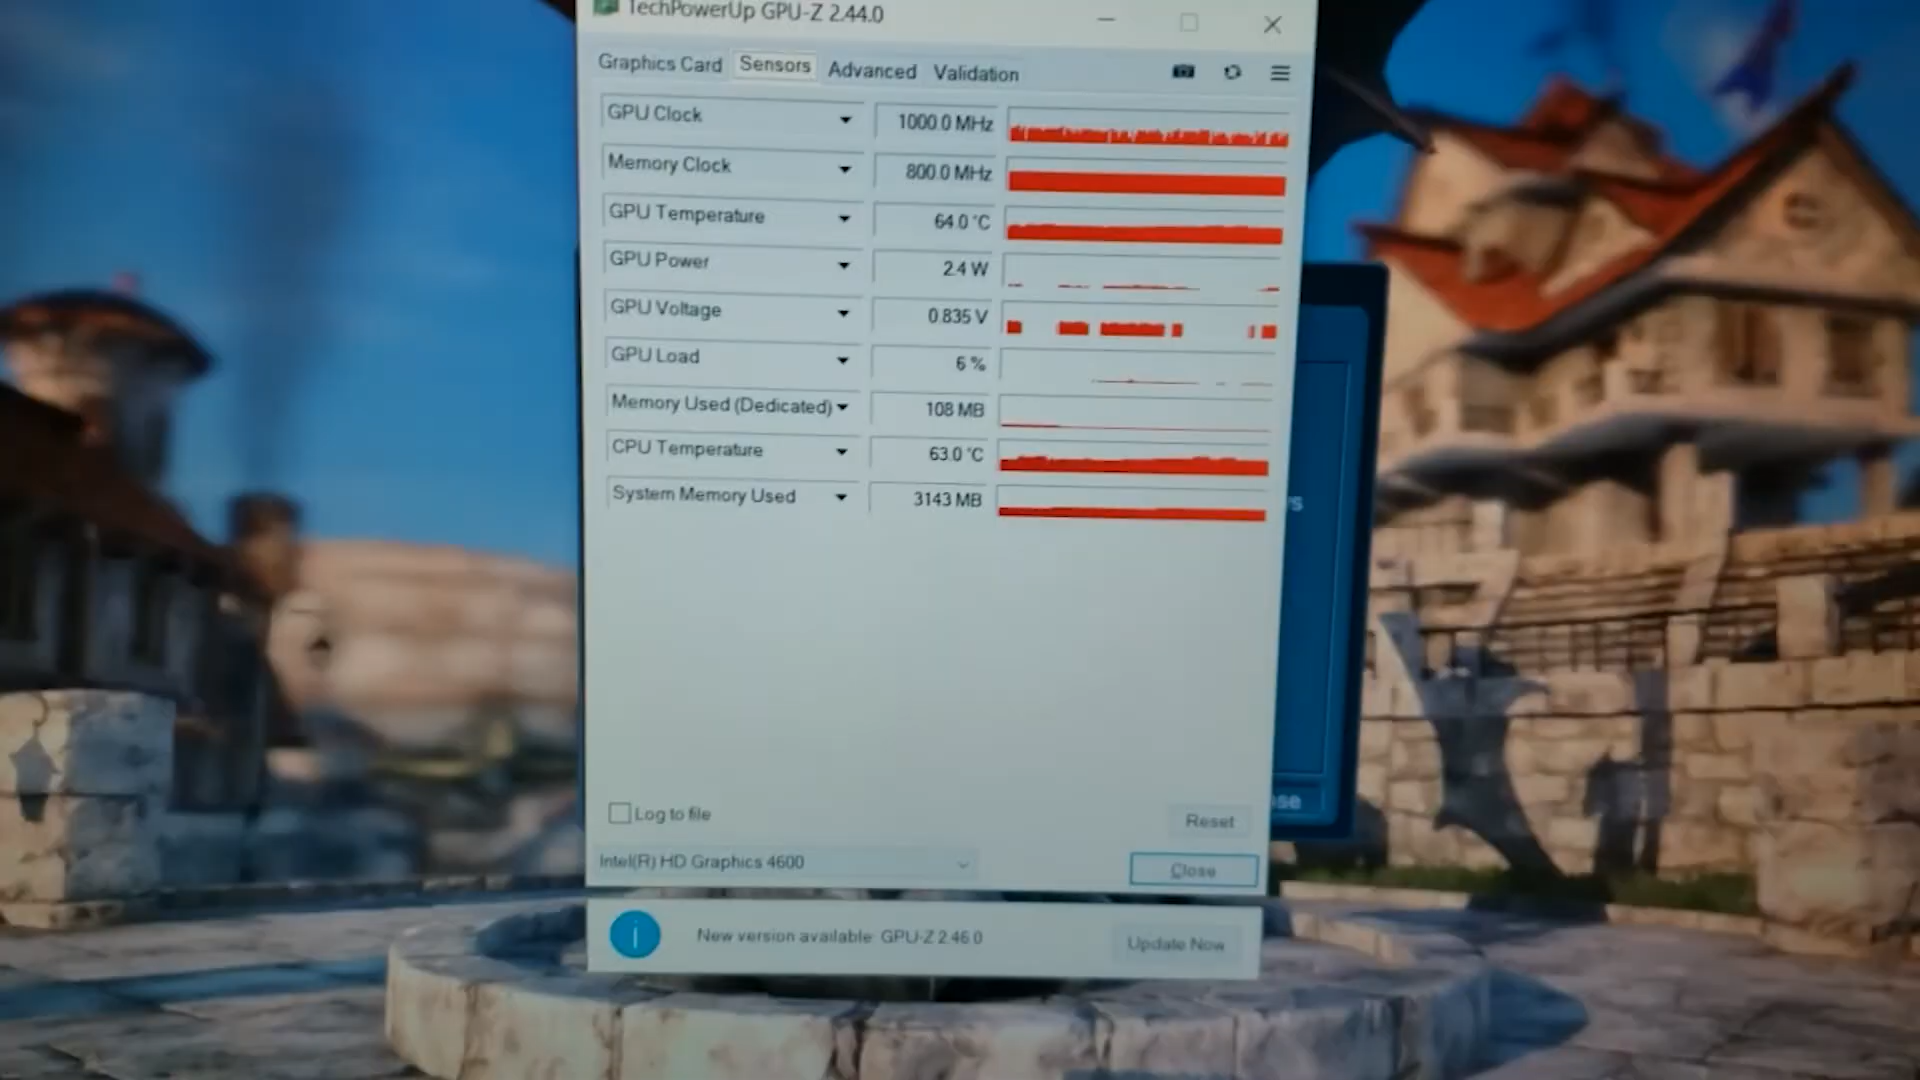 TechPowerUp GPU-Z 2.44.0
Graphics Card Sensors Advanced Validation
GPU Clock 1000.0 MHz
Memory Clock 800.0 MHz
GPU Temperature 64.0 °C
GPU Power 2.4 W
GPU Voltage 0.835 V
GPU Load 6 %
Memory Used (Dedicated) 108 MB
CPU Temperature 63.0 °C
System Memory Used 3143 MB
Log to file
Reset
Intel(R) HD Graphics 4600
Close
New version available: GPU-Z 2.46.0
Update Now